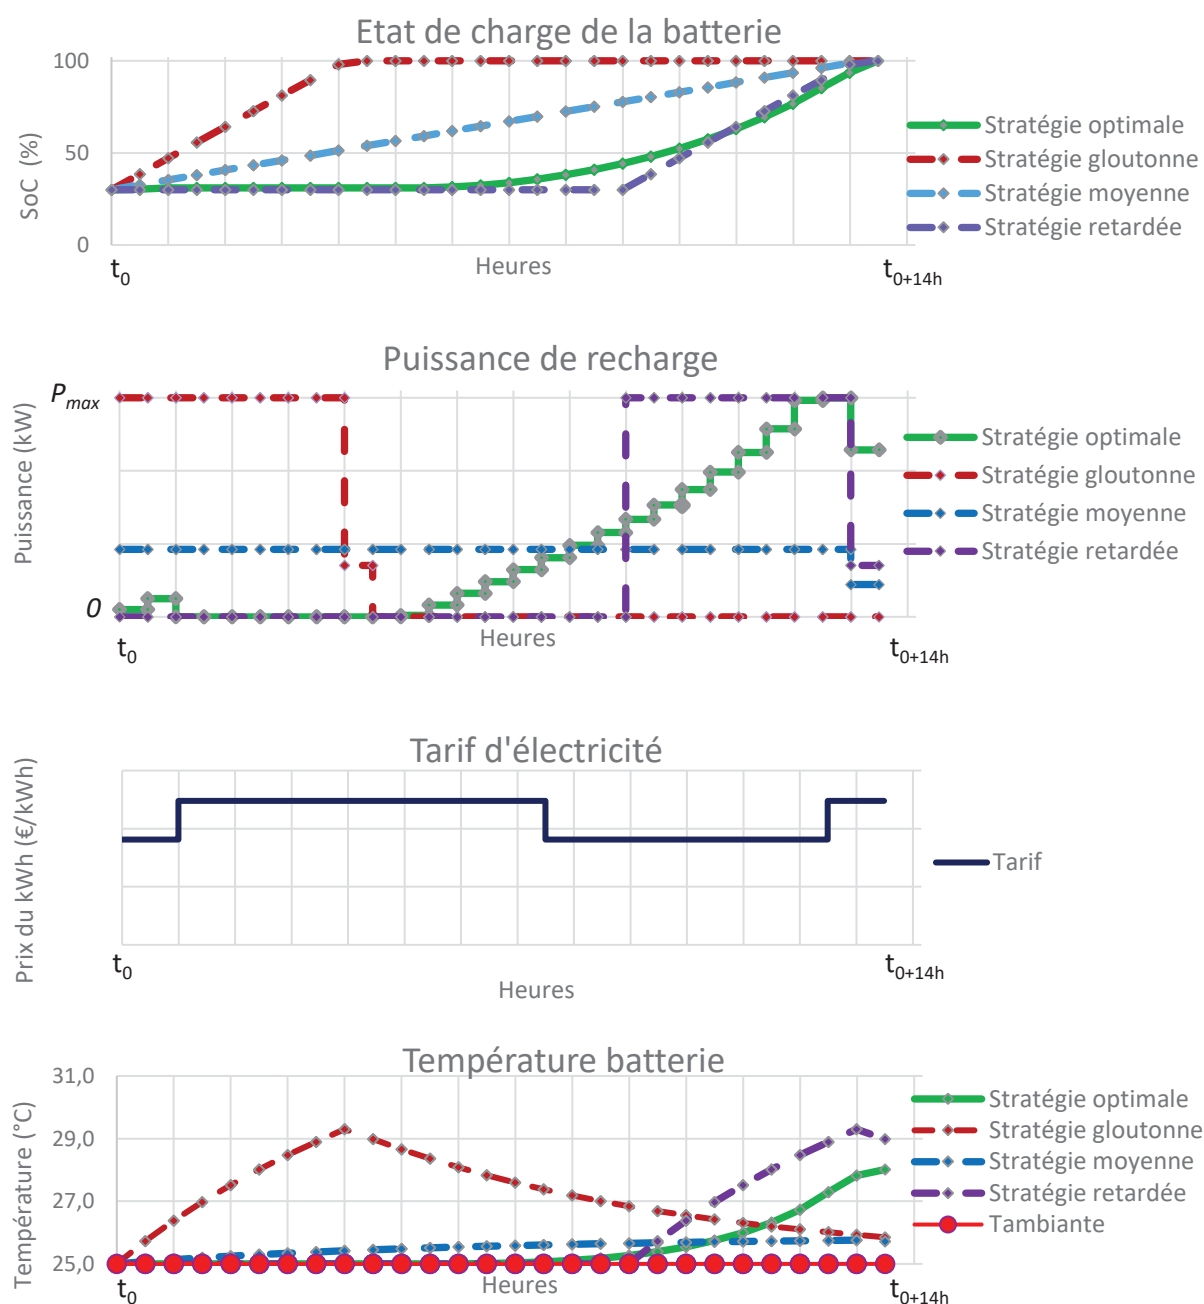 Etat de charge de la batterie
SoC (%)
100
50
0
t0
Heures
t0+14h
Stratégie optimale
Stratégie gloutonne
Stratégie moyenne
Stratégie retardée
Puissance de recharge
Puissance (kW)
Pmax
0
t0
Heures
t0+14h
Stratégie optimale
Stratégie gloutonne
Stratégie moyenne
Stratégie retardée
Tarif d'électricité
Prix du kWh (€/kWh)
t0
Heures
t0+14h
Tarif
Température batterie
Température (°C)
31,0
29,0
27,0
25,0
t0
Heures
t0+14h
Stratégie optimale
Stratégie gloutonne
Stratégie moyenne
Stratégie retardée
Tambiante